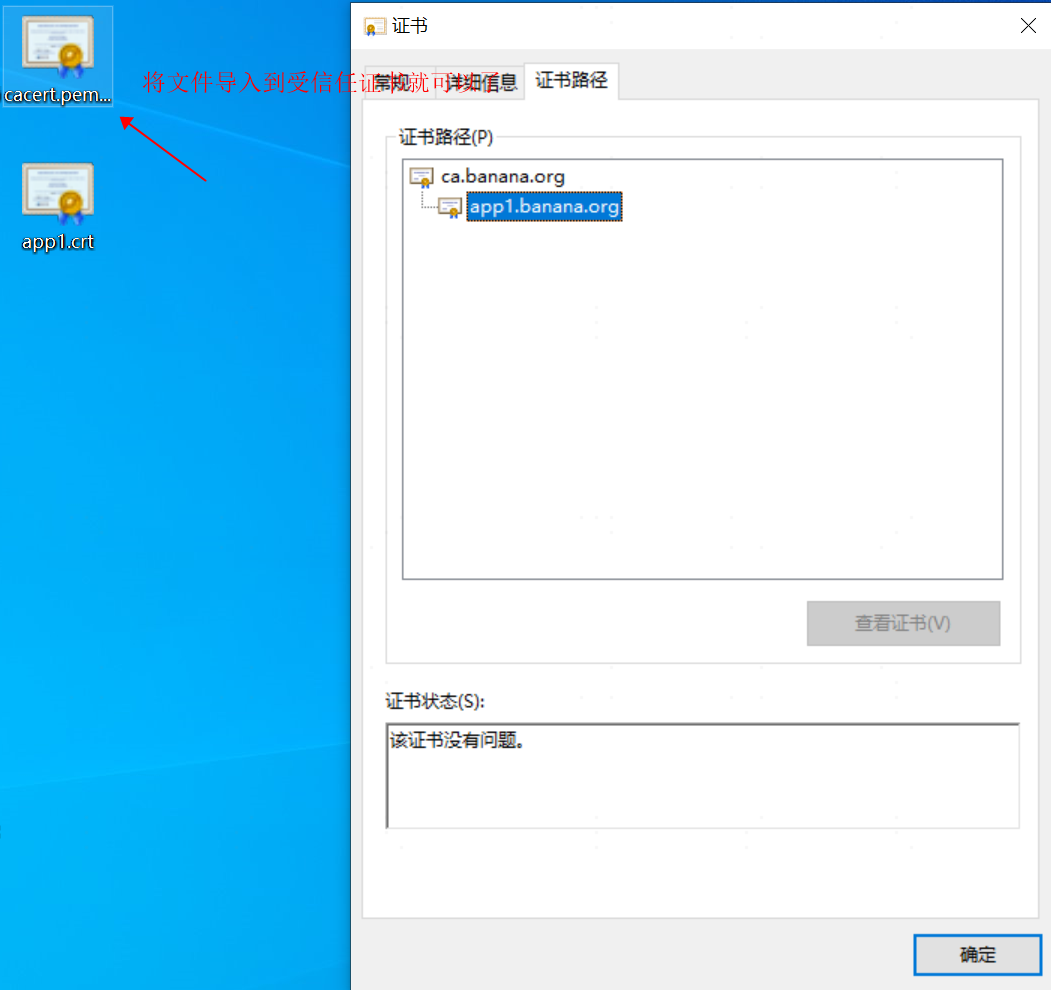 证书
cacert.pem...
将文件导入到受信任证书就可以了
常规
详细信息
证书路径
证书路径(P)
ca.banana.org
app1.banana.org
app1.crt
查看证书(V)
证书状态(S):
该证书没有问题。
确定